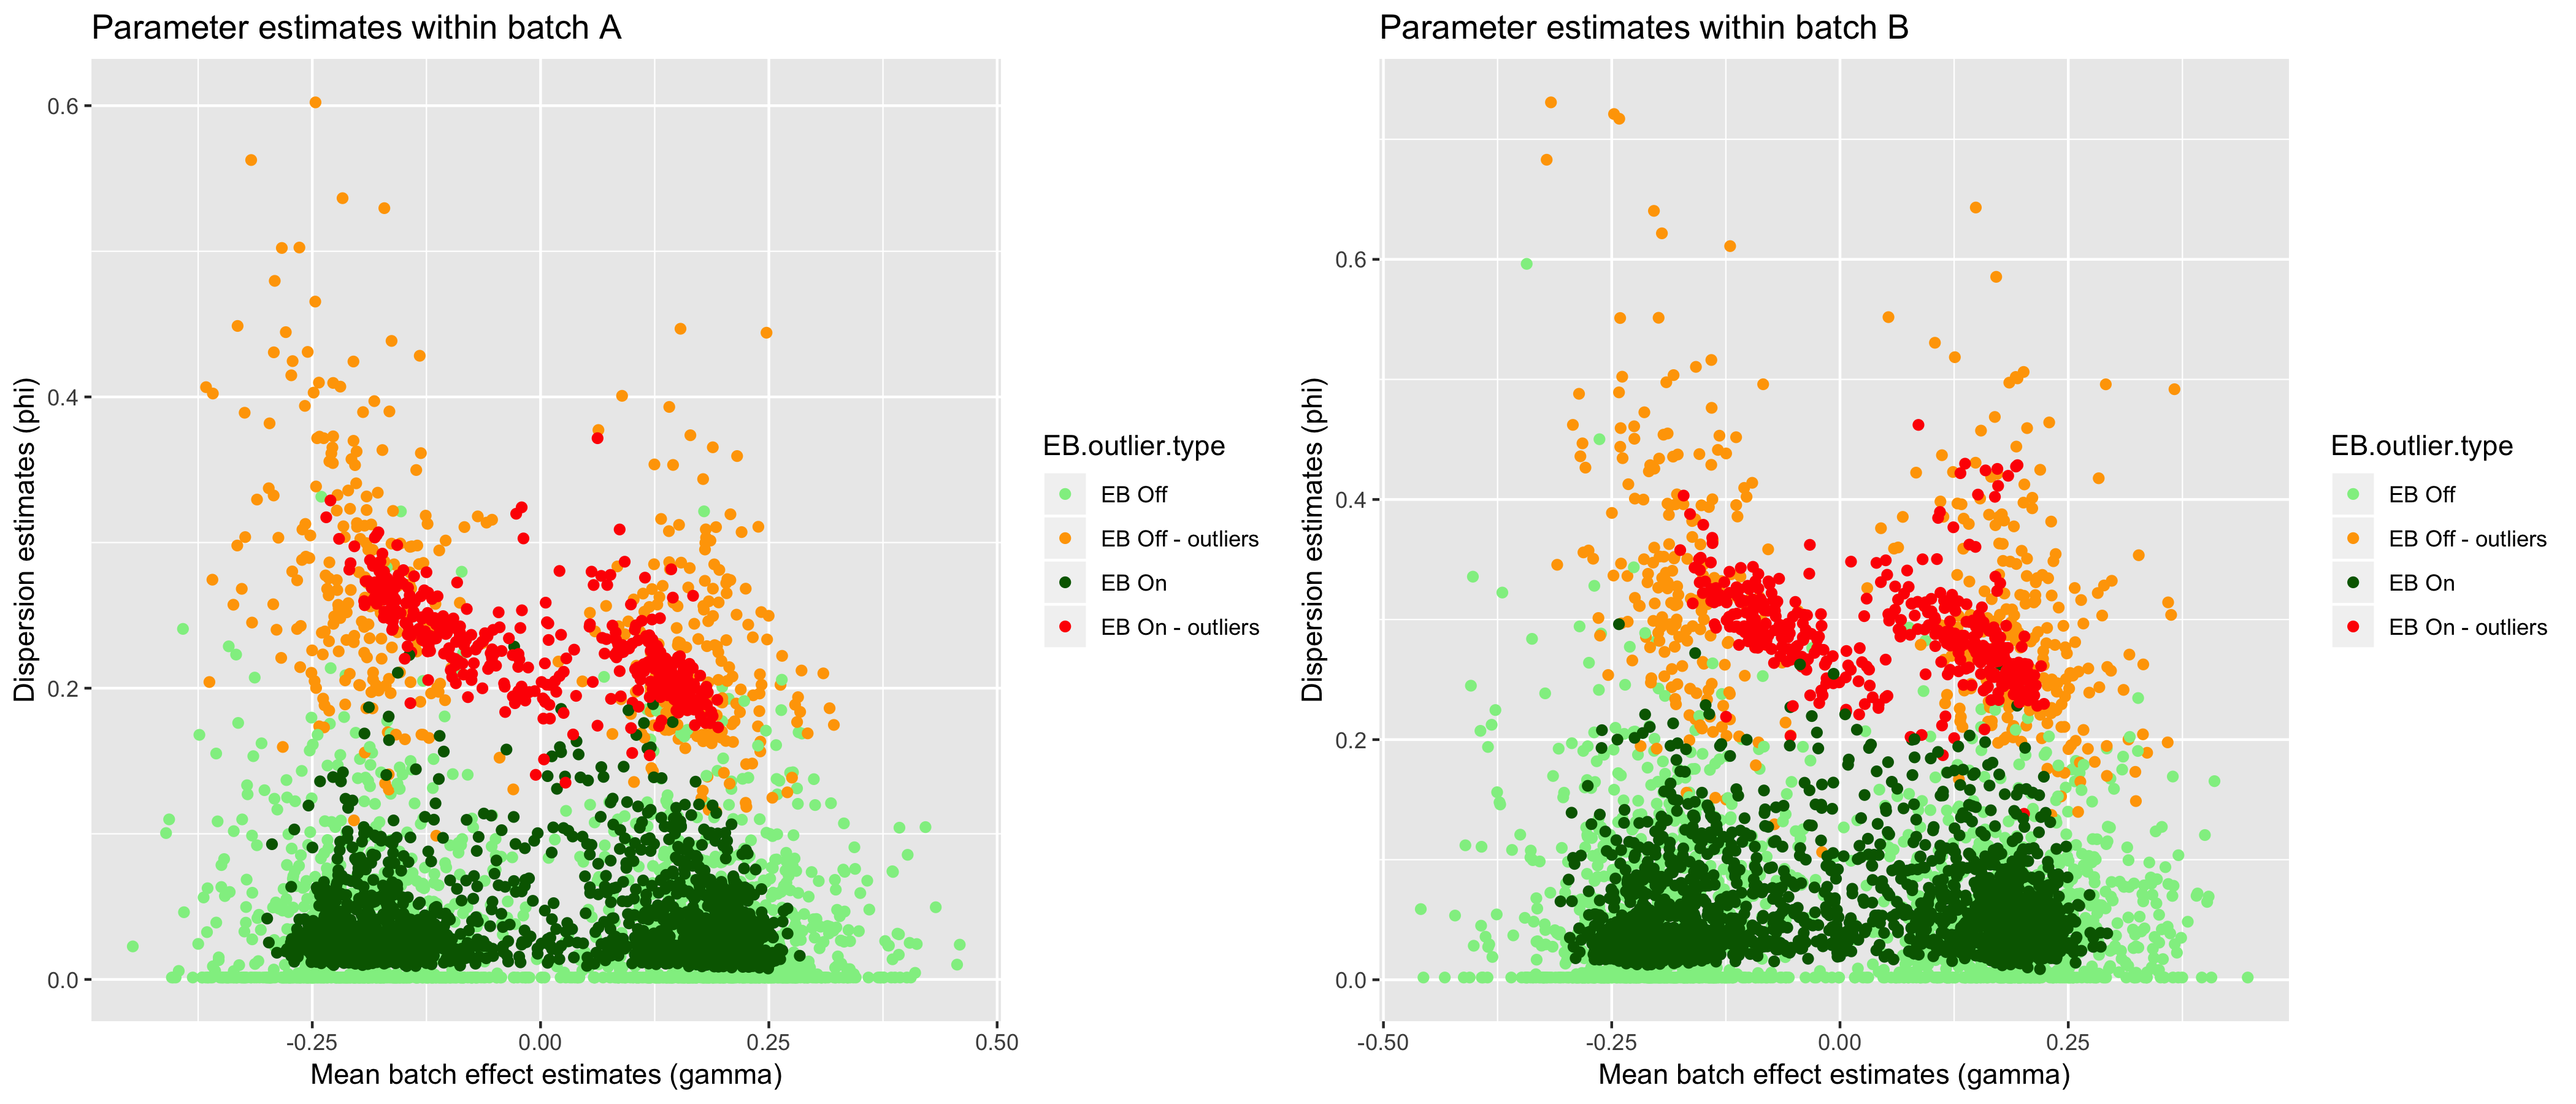 Parameter estimates within batch A
Dispersion estimates (phi)
0.6
0.4
0.2
0.0
-0.25
0.00
0.25
0.50
Mean batch effect estimates (gamma)
EB.outlier.type
EB Off
EB Off - outliers
EB On
EB On - outliers
Parameter estimates within batch B
Dispersion estimates (phi)
0.6
0.4
0.2
0.0
-0.50
-0.25
0.00
0.25
Mean batch effect estimates (gamma)
EB.outlier.type
EB Off
EB Off - outliers
EB On
EB On - outliers